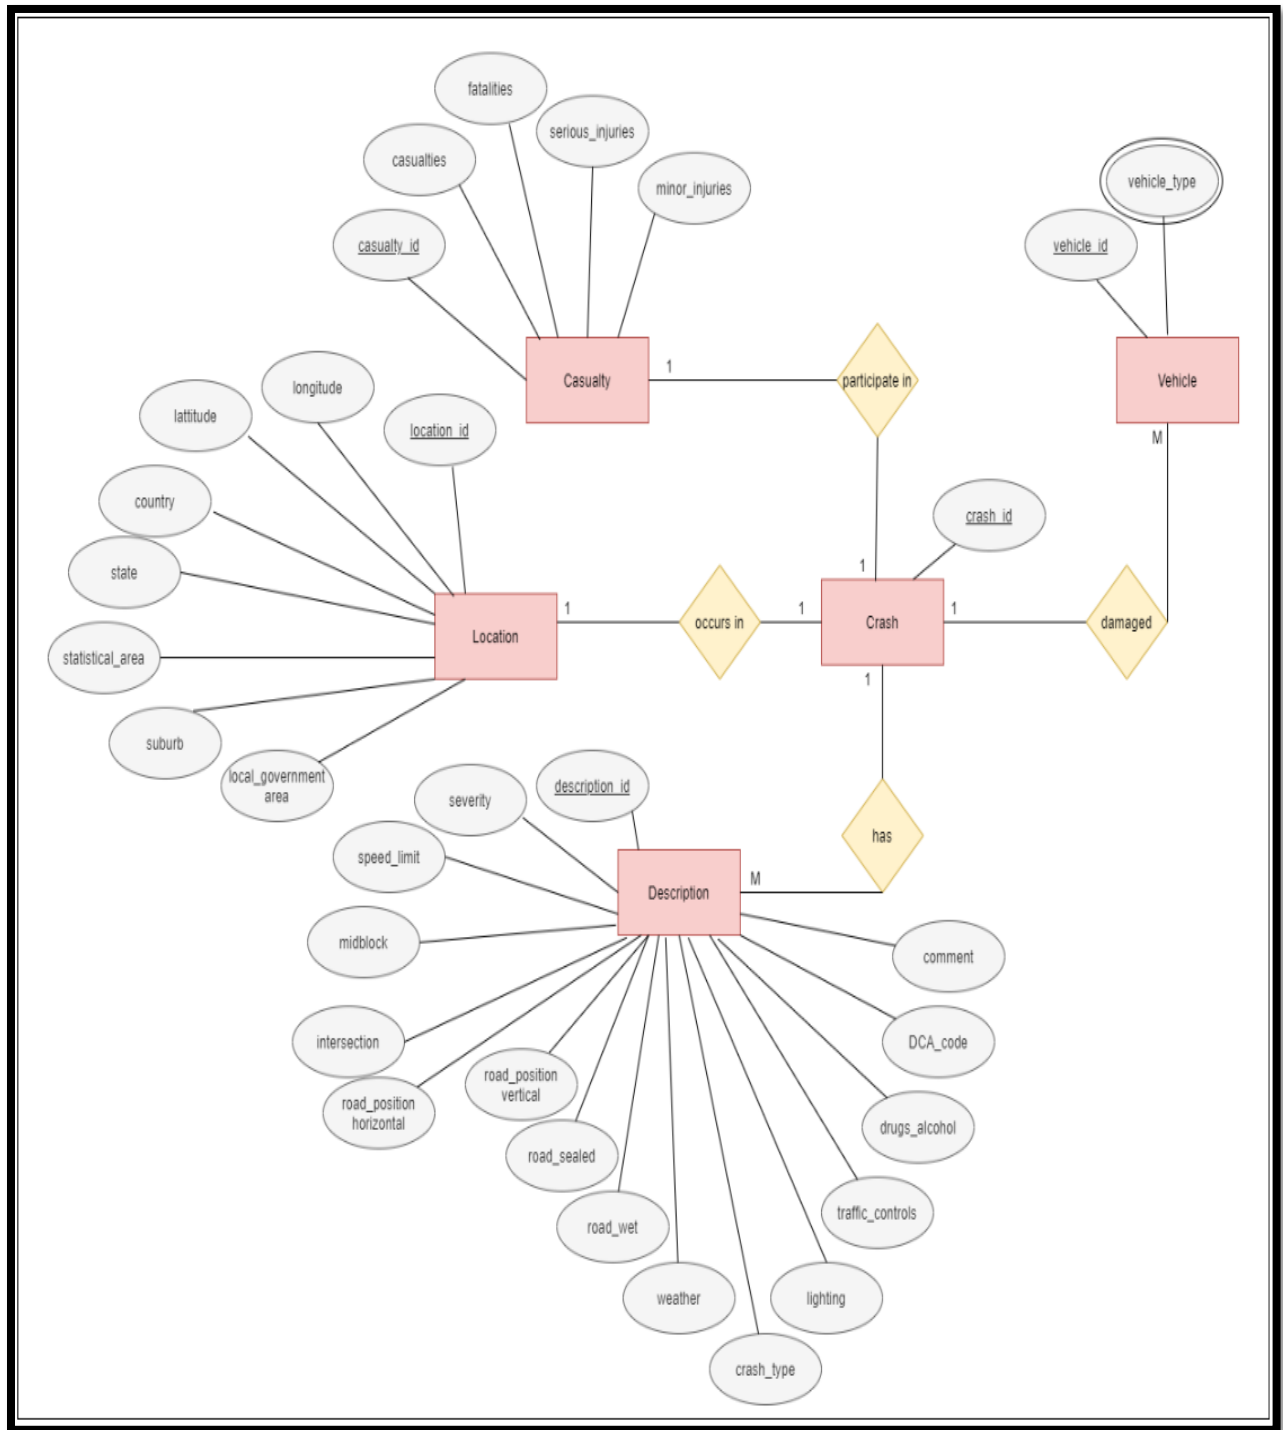 fatalities
serious_injuries
casualties
minor_injuries
casualty_id
vehicle_type
vehicle_id
Casualty
1
participate in
Vehicle
M
longitude
lattitude
location_id
country
state
crash_id
1
Location
1
occurs in
1
Crash
1
damaged
statistical_area
suburb
local_government
area
1
has
description_id
severity
speed_limit
Description
M
midblock
comment
intersection
DCA_code
road_position
horizontal
road_position
vertical
drugs_alcohol
road_sealed
traffic_controls
road_wet
weather
lighting
crash_type